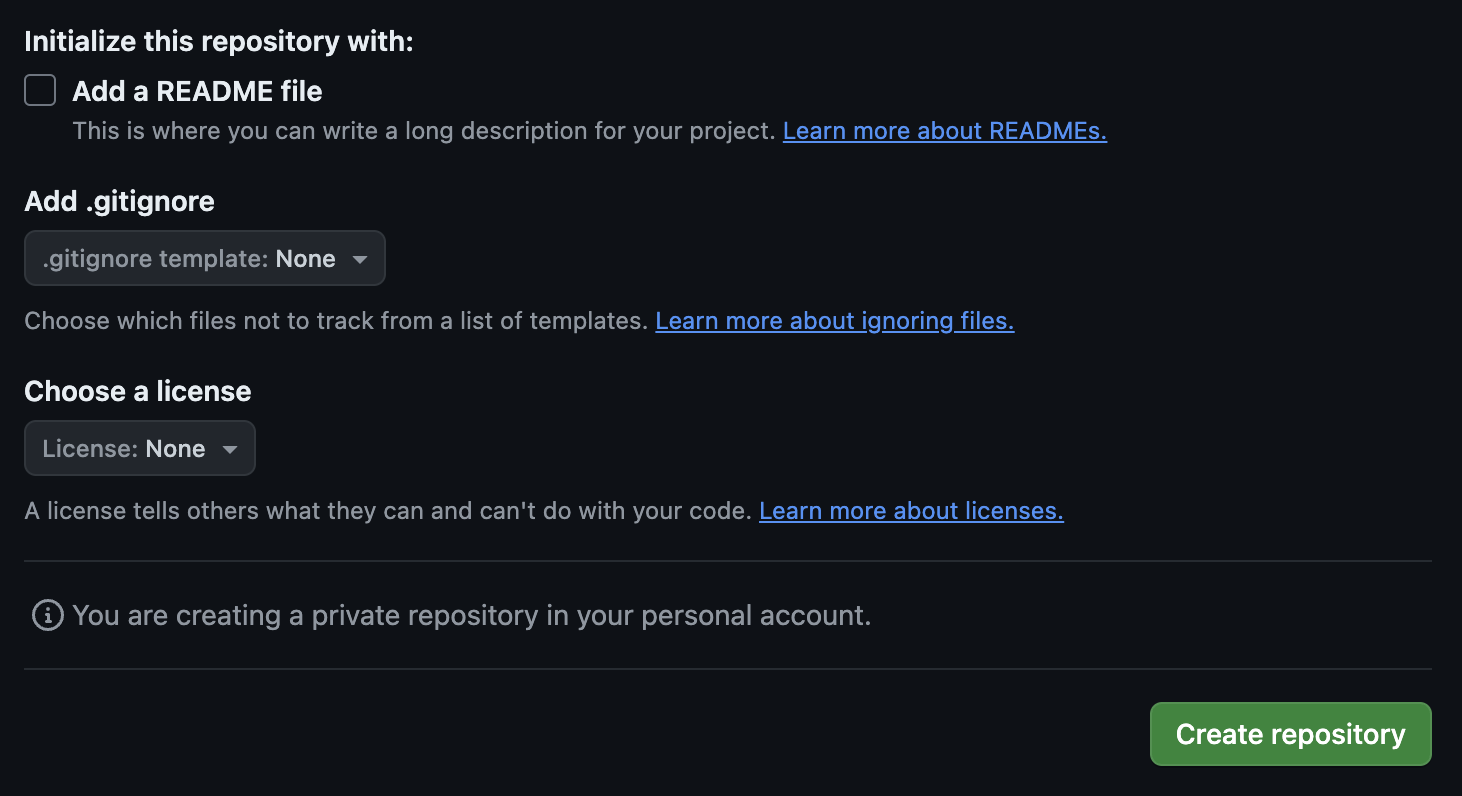 Initialize this repository with:
Add a README file
This is where you can write a long description for your project. Learn more about READMEs.
Add .gitignore
.gitignore template: None
Choose which files not to track from a list of templates. Learn more about ignoring files.
Choose a license
License: None
A license tells others what they can and can't do with your code. Learn more about licenses.
You are creating a private repository in your personal account.
Create repository